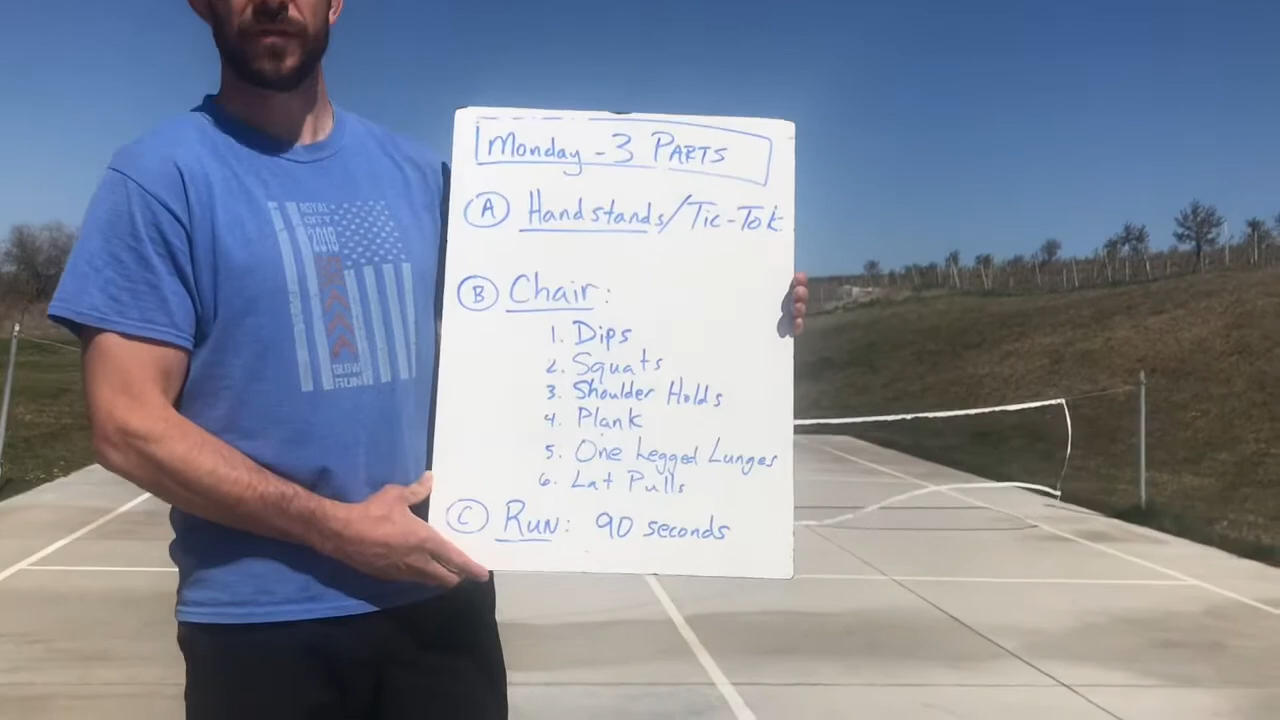 Monday - 3 PARTS
A Handstands/Tic-Tok
B Chair:
1. Dips
2. Squats
3. Shoulder Holds
4. Plank
5. One Legged Lunges
6. Lat Pulls
C RUN: 90 seconds
ROYAL
CITY
2018
GLOW
RUN